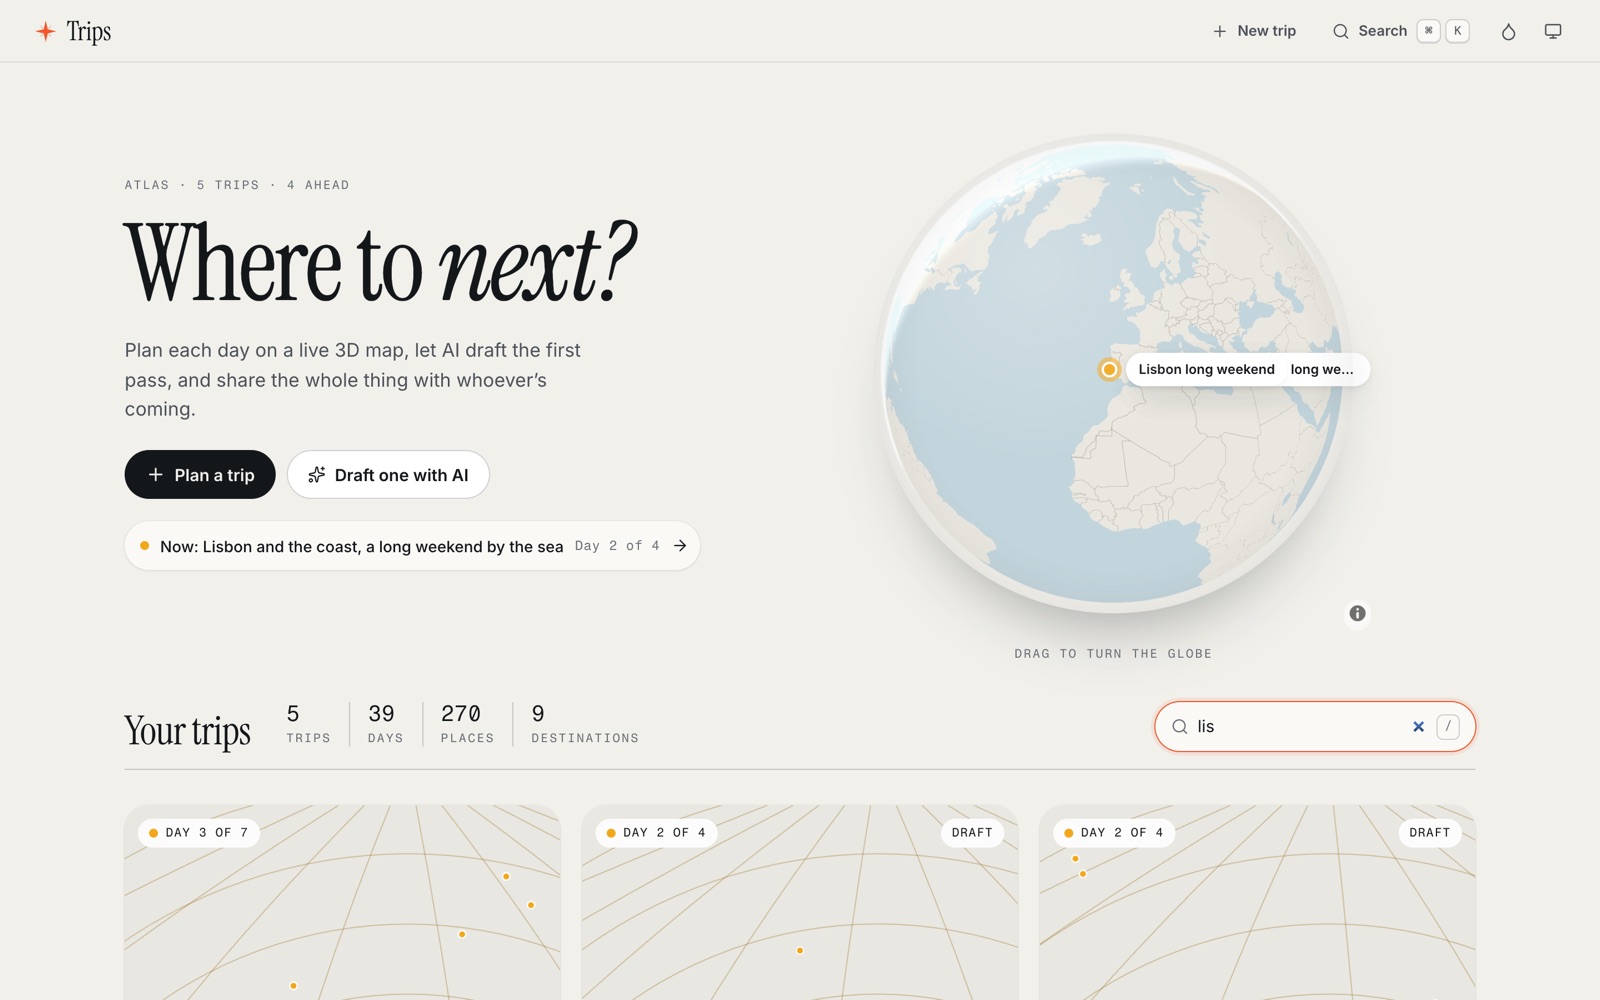 Trips
New trip
Search ⌘ K
ATLAS · 5 TRIPS · 4 AHEAD
Where to next?
Plan each day on a live 3D map, let AI draft the first
pass, and share the whole thing with whoever’s
coming.
Plan a trip
Draft one with AI
Now: Lisbon and the coast, a long weekend by the sea Day 2 of 4
Lisbon long weekend
long we…
DRAG TO TURN THE GLOBE
Your trips
5 TRIPS
39 DAYS
270 PLACES
9 DESTINATIONS
lis
/
DAY 3 OF 7
DAY 2 OF 4
DRAFT
DAY 2 OF 4
DRAFT